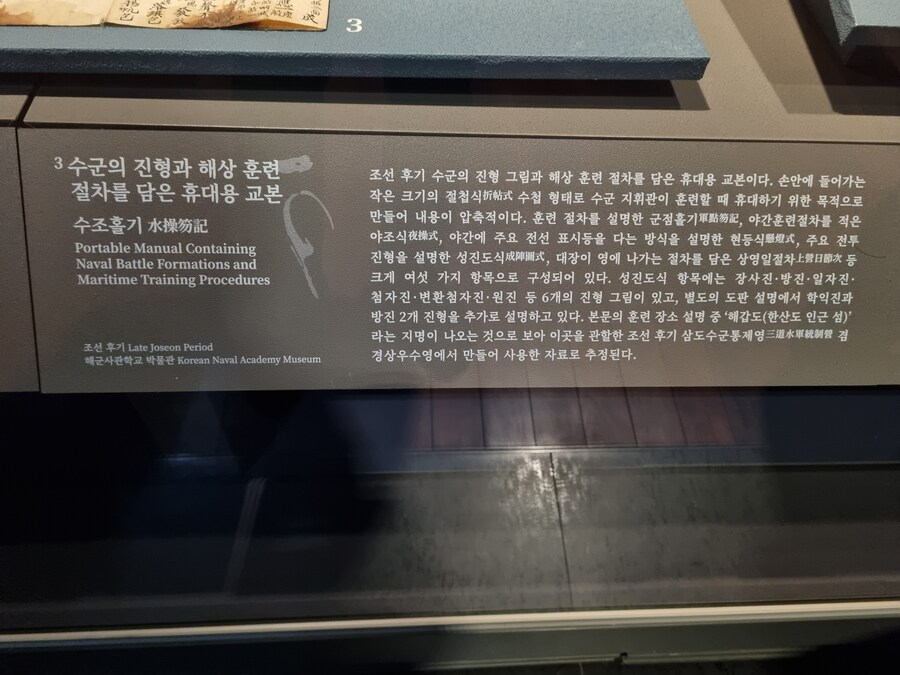 3
3 수군의 진형과 해상 훈련
절차를 담은 휴대용 교본
수조홀기 水操笏記
Portable Manual Containing
Naval Battle Formations and
Maritime Training Procedures
조선 후기 Late Joseon Period
해군사관학교 박물관 Korean Naval Academy Museum
조선 후기 수군의 진형 그림과 해상 훈련 절차를 담은 휴대용 교본이다. 손안에 들어가는
작은 크기의 절첩식折帖式 수첩 형태로 수군 지휘관이 훈련할 때 휴대하기 위한 목적으로
만들어 내용이 압축적이다. 훈련 절차를 설명한 군점홀기軍點笏記, 야간훈련절차를 적은
야조식夜操式, 야간에 주요 전선 표시등을 다는 방식을 설명한 현등식懸燈式, 주요 전투
진형을 설명한 성진도식成陣圖式, 대장이 영에 나가는 절차를 담은 상영일절차上營日節次 등
크게 여섯 가지 항목으로 구성되어 있다. 성진도식 항목에는 장사진·방진·일자진·
첨자진·변환첨자진·원진 등 6개의 진형 그림이 있고, 별도의 도판 설명에서 학익진과
방진 2개 진형을 추가로 설명하고 있다. 본문의 훈련 장소 설명 중 ‘해갑도(한산도 인근 섬)’
라는 지명이 나오는 것으로 보아 이곳을 관할한 조선 후기 삼도수군통제영三道水軍統制營 겸
경상우수영에서 만들어 사용한 자료로 추정된다.